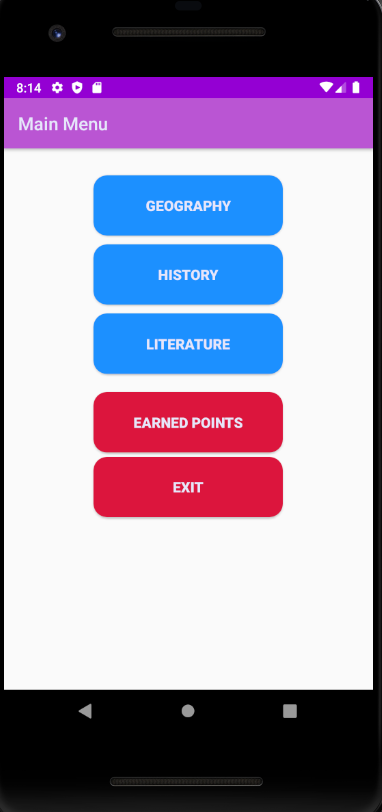 8:14
Main Menu
GEOGRAPHY
HISTORY
LITERATURE
EARNED POINTS
EXIT